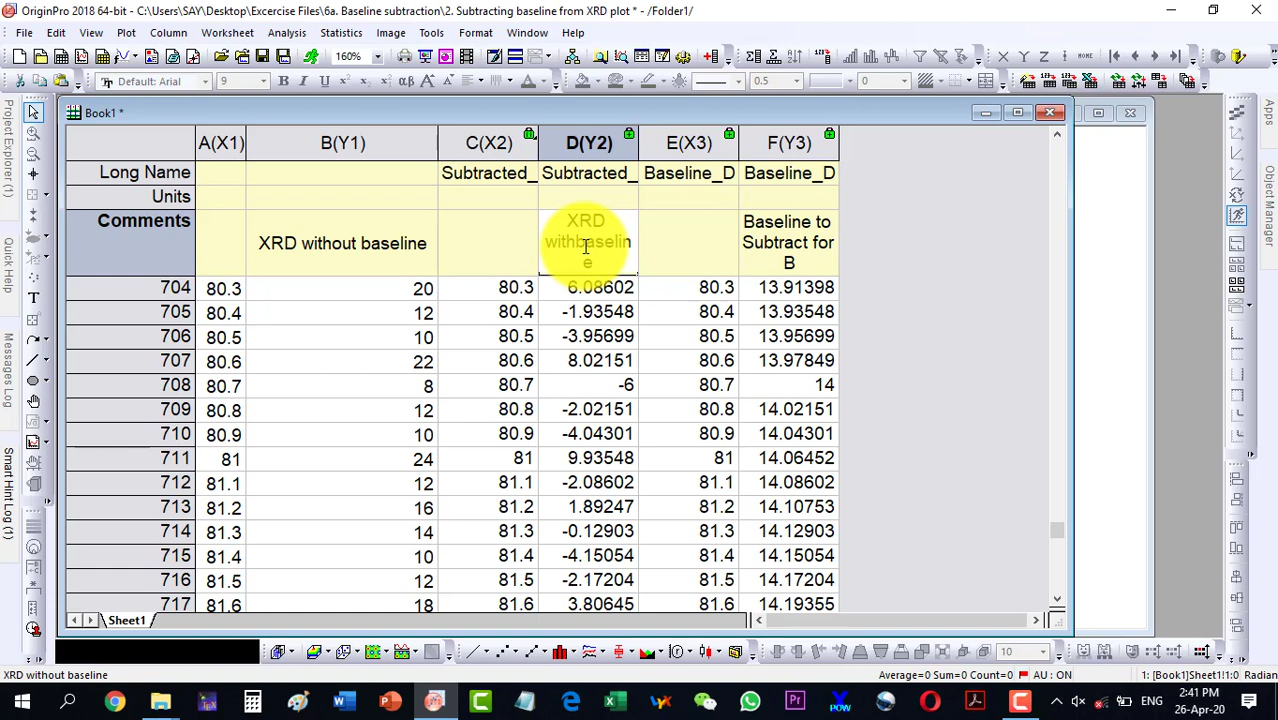 OriginPro 2018 64-bit - C:\Users\SAY\Desktop\Excercise Files\6a. Baseline subtraction\2. Subtracting baseline from XRD plot * - /Folder1/
File Edit View Plot Column Worksheet Analysis Statistics Image Tools Format Window Help
160%
Default: Arial 9 B I U 0.5 0
Book1 *
A(X1) B(Y1) C(X2) D(Y2) E(X3) F(Y3)
Long Name Subtracted_ Subtracted_ Baseline_D Baseline_D
Units
Comments XRD without baseline XRD withbaselin e Baseline to Subtract for B
704 80.3 20 80.3 6.08602 80.3 13.91398
705 80.4 12 80.4 -1.93548 80.4 13.93548
706 80.5 10 80.5 -3.95699 80.5 13.95699
707 80.6 22 80.6 8.02151 80.6 13.97849
708 80.7 8 80.7 -6 80.7 14
709 80.8 12 80.8 -2.02151 80.8 14.02151
710 80.9 10 80.9 -4.04301 80.9 14.04301
711 81 24 81 9.93548 81 14.06452
712 81.1 12 81.1 -2.08602 81.1 14.08602
713 81.2 16 81.2 1.89247 81.2 14.10753
714 81.3 14 81.3 -0.12903 81.3 14.12903
715 81.4 10 81.4 -4.15054 81.4 14.15054
716 81.5 12 81.5 -2.17204 81.5 14.17204
717 81.6 18 81.6 3.80645 81.6 14.19355
Sheet1
Project Explorer (1)
Quick Help
Messages Log
Smart Hint Log (1)
Apps
Object Manager
10
XRD without baseline Average=0 Sum=0 Count=0 AU : ON 1: [Book1]Sheet1!1:0 Radian
ENG 2:41 PM
26-Apr-20